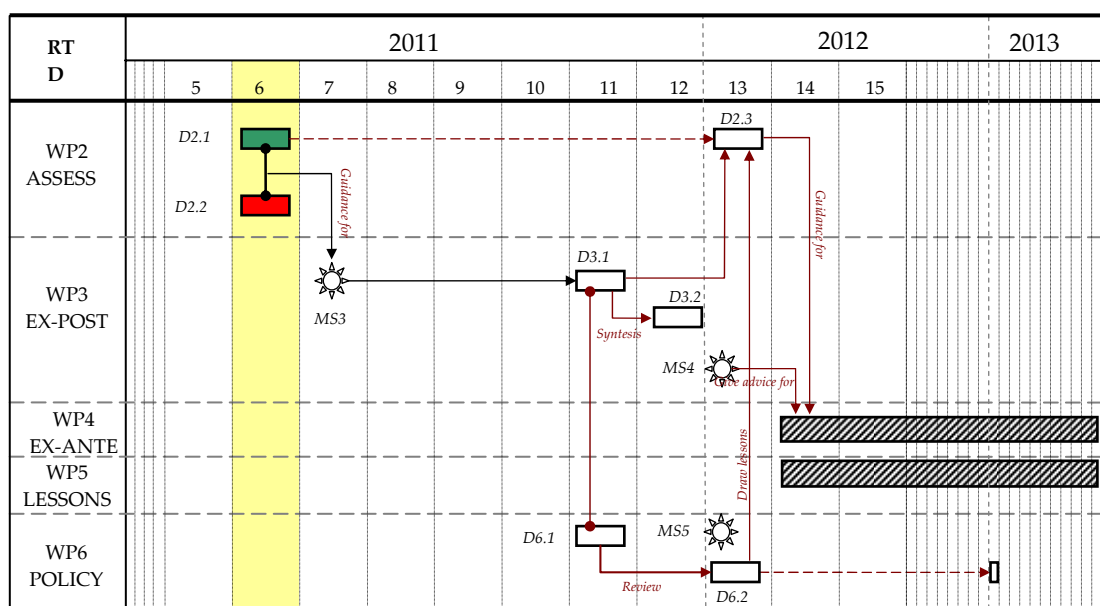 RT
D
2011
2012
2013
5 6 7 8 9 10 11 12 13 14 15
WP2
ASSESS
D2.1
D2.2
Guidance for
D2.3
Guidance for
WP3
EX-POST
MS3
D3.1
D3.2
Syntesis
MS4
Give advice for
WP4
EX-ANTE
WP5
LESSONS
Draw lessons
WP6
POLICY
D6.1
MS5
Review
D6.2